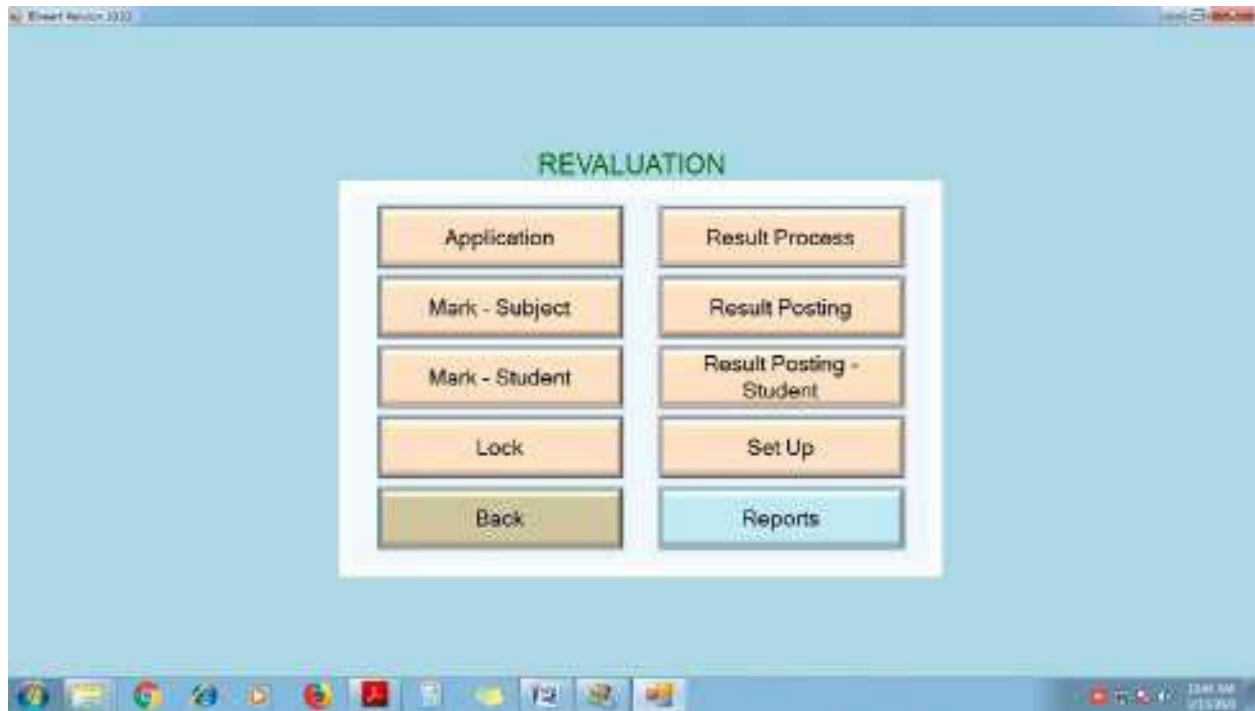 REVALUATION
Application
Result Process
Mark - Subject
Result Posting
Mark - Student
Result Posting -
Student
Lock
Set Up
Back
Reports